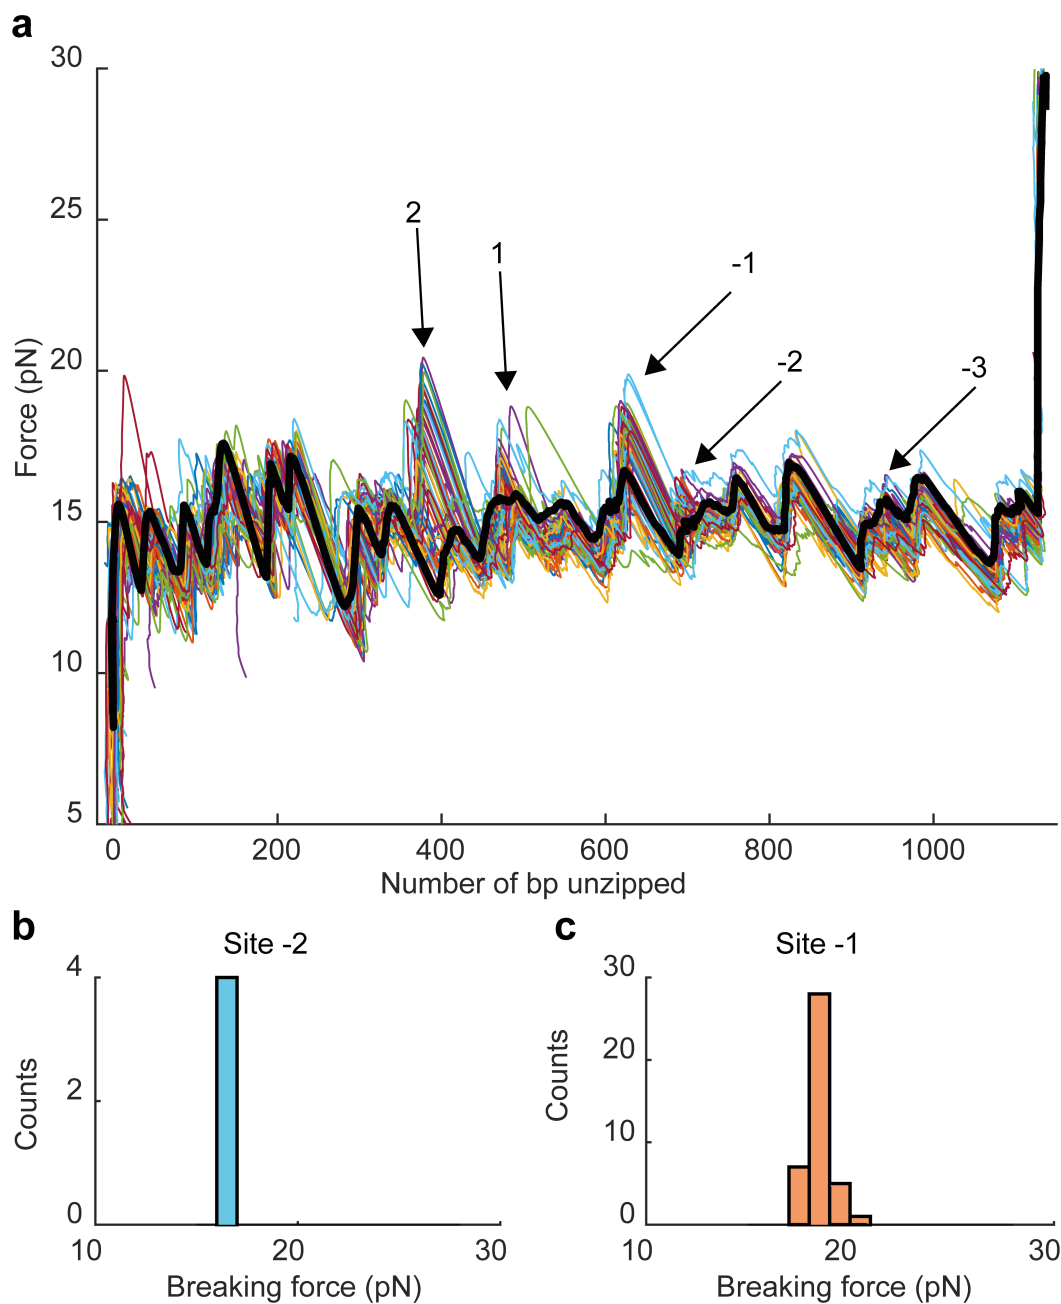 a
30
25
20
15
10
5
Force (pN)
2
1
-1
-2
-3
0 200 400 600 800 1000
Number of bp unzipped
b
Site -2
4
2
0
Counts
10 20 30
Breaking force (pN)
c
Site -1
30
20
10
0
Counts
10 20 30
Breaking force (pN)